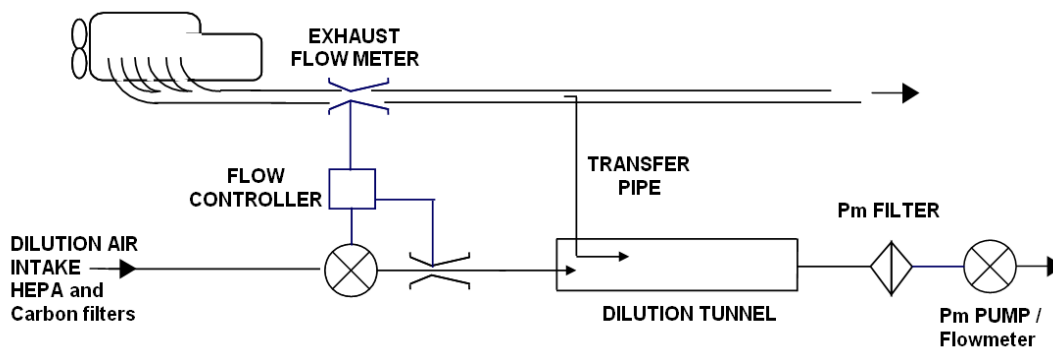 EXHAUST
FLOW METER
FLOW
CONTROLLER
TRANSFER
PIPE
Pm FILTER
DILUTION AIR
INTAKE
HEPA and
Carbon filters
DILUTION TUNNEL
Pm PUMP /
Flowmeter